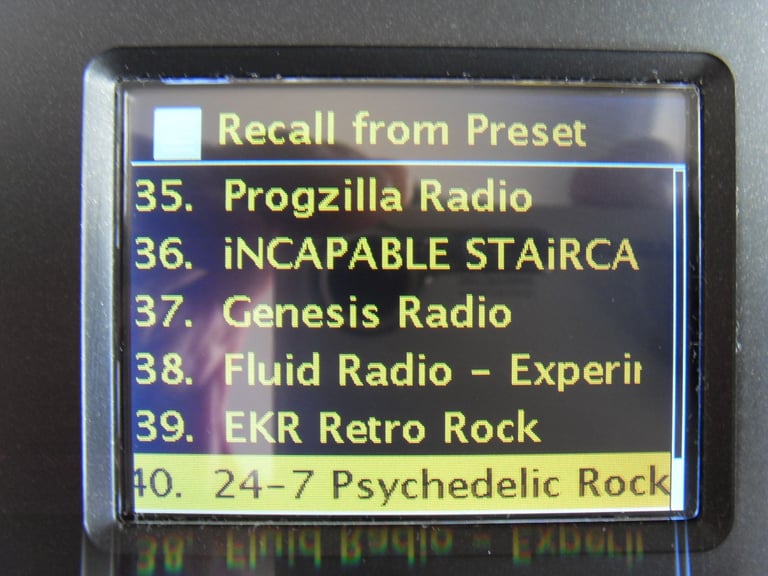 Recall from Preset
35. Progzilla Radio
36. iNCAPABLE STAiRCA
37. Genesis Radio
38. Fluid Radio – Experin
39. EKR Retro Rock
40. 24-7 Psychedelic Rock